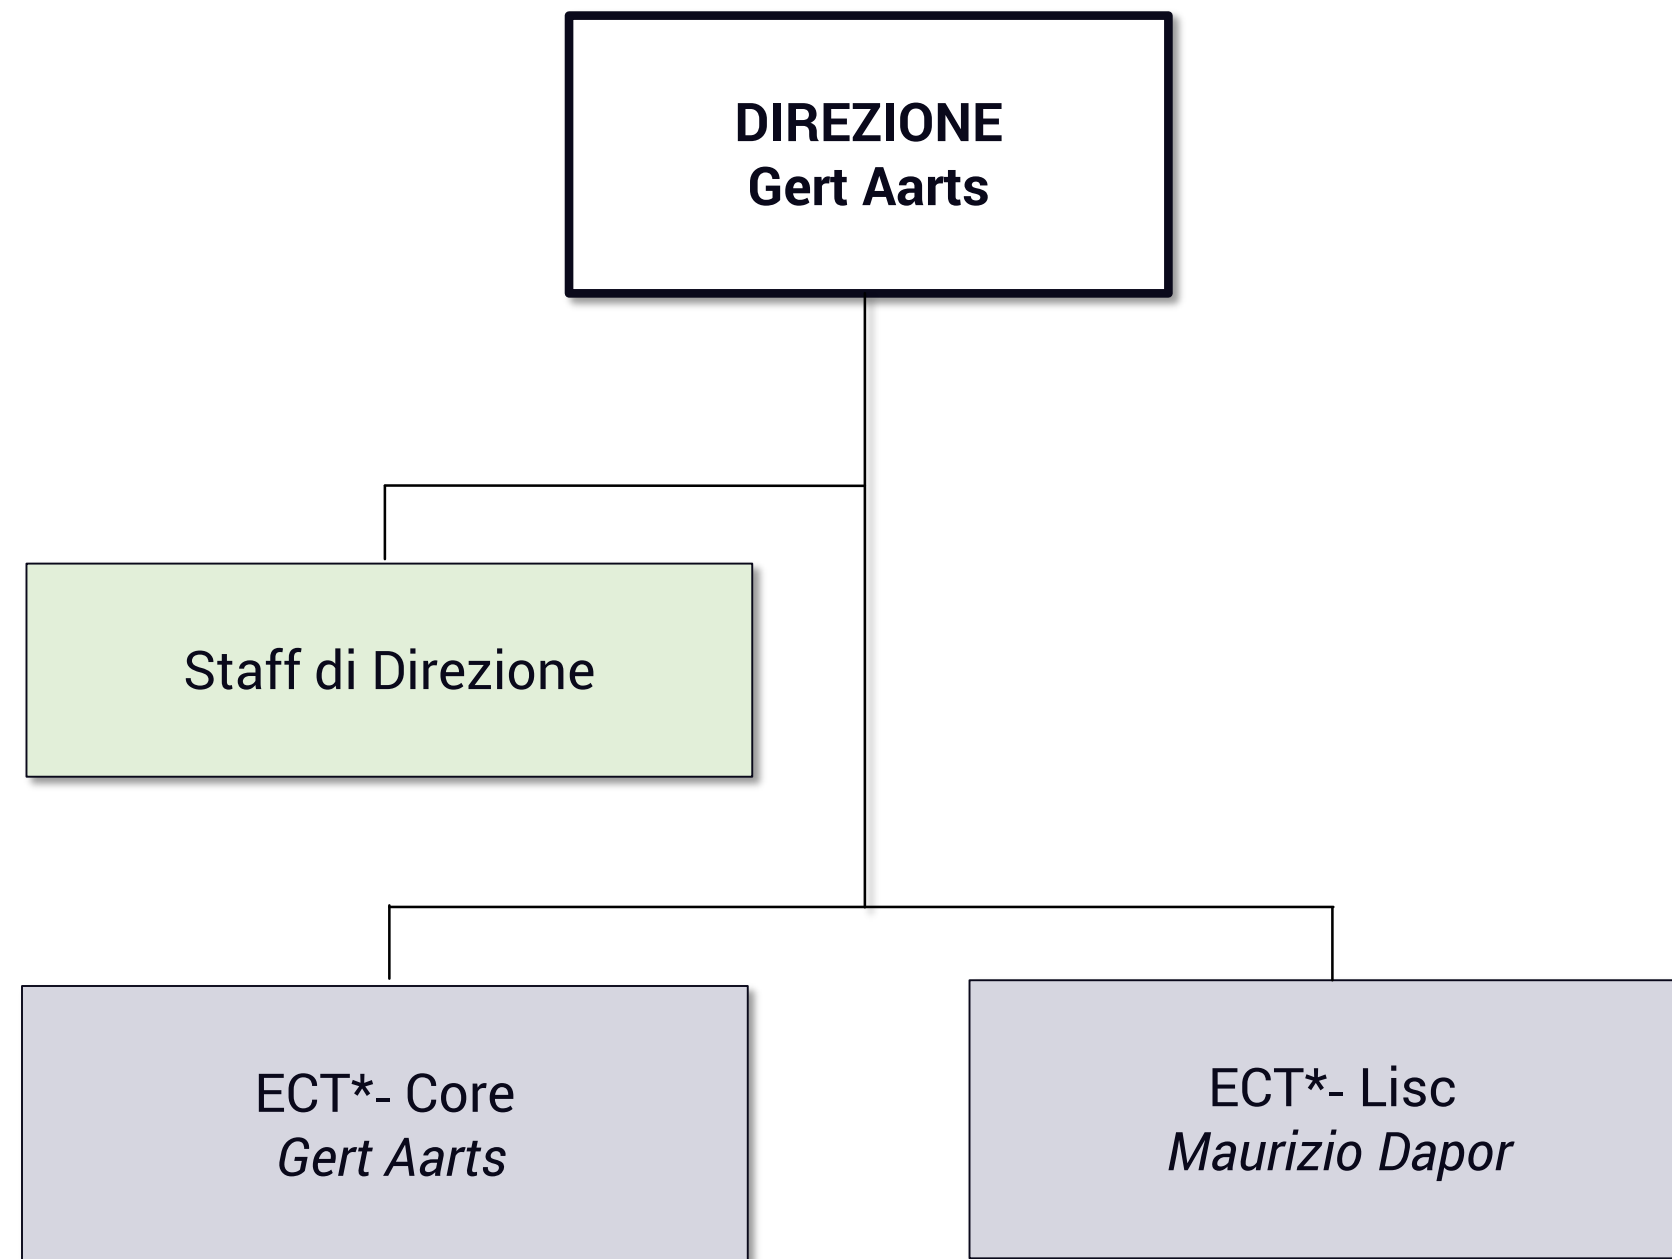 DIREZIONE
Gert Aarts
Staff di Direzione
ECT*- Core
Gert Aarts
ECT*- Lisc
Maurizio Dapor